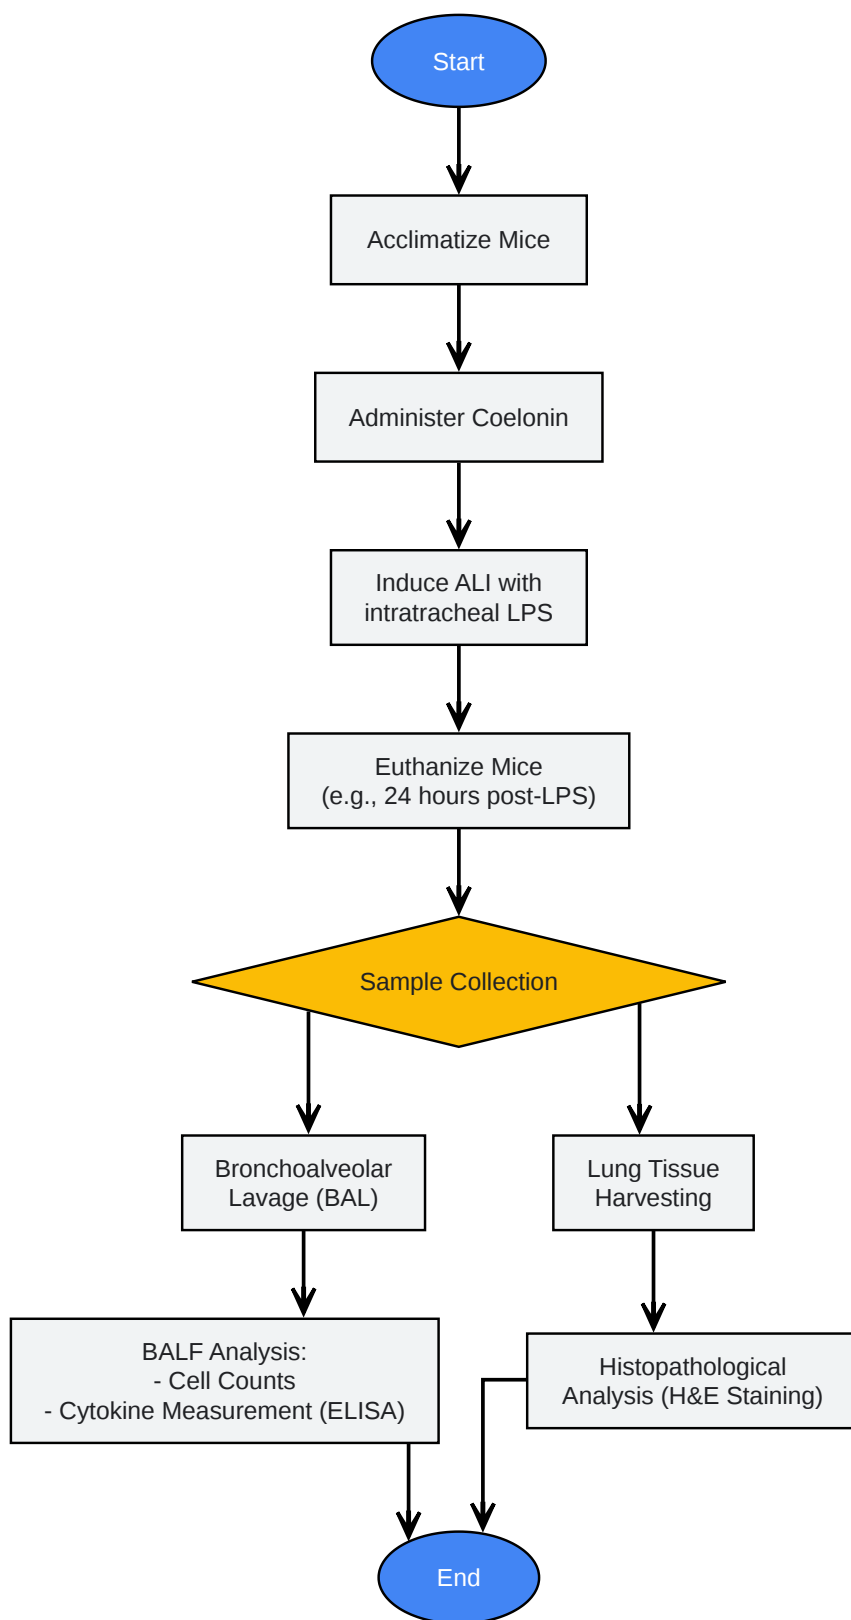 Start
Acclimatize Mice
Administer Coelonin
Induce ALI with
intratracheal LPS
Euthanize Mice
(e.g., 24 hours post-LPS)
Sample Collection
Bronchoalveolar
Lavage (BAL)
Lung Tissue
Harvesting
BALF Analysis:
- Cell Counts
- Cytokine Measurement (ELISA)
Histopathological
Analysis (H&E Staining)
End